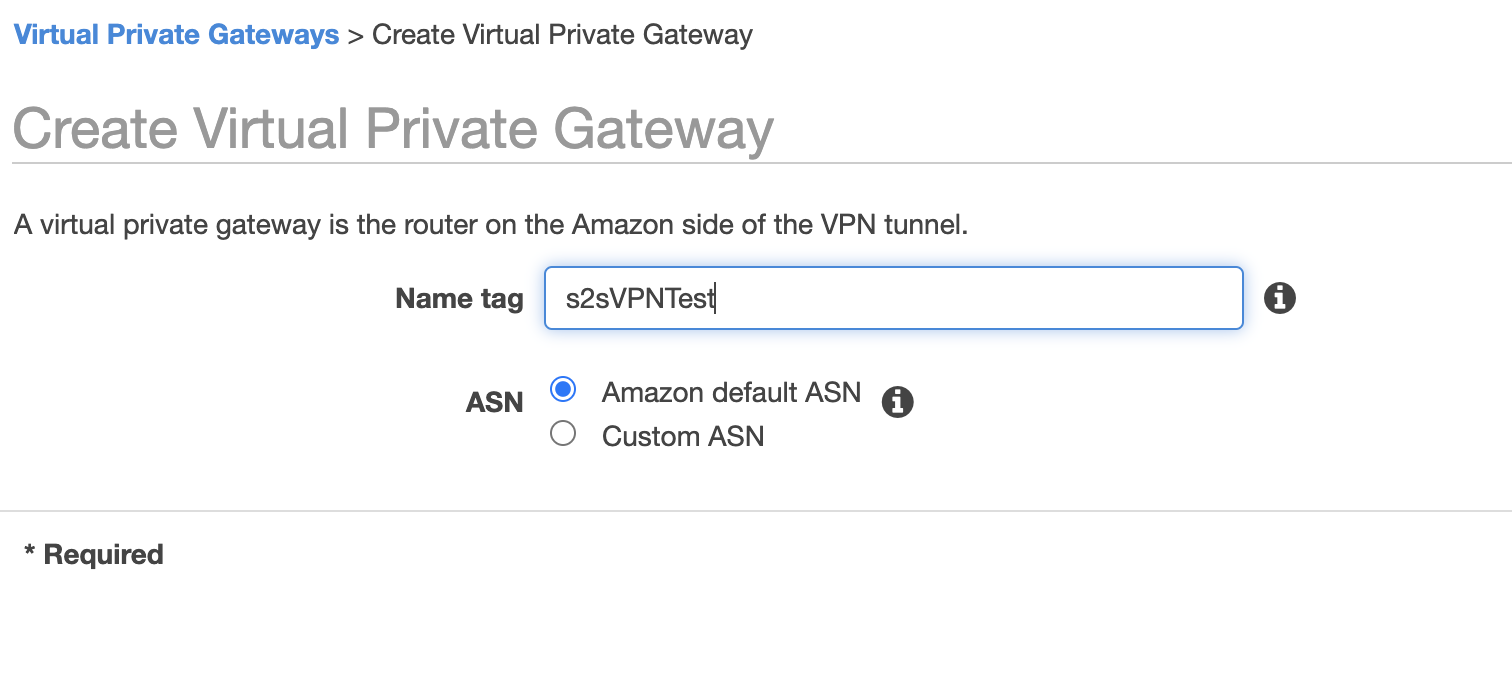 Virtual Private Gateways > Create Virtual Private Gateway
Create Virtual Private Gateway
A virtual private gateway is the router on the Amazon side of the VPN tunnel.
Name tag s2sVPNTest
ASN Amazon default ASN
Custom ASN
* Required